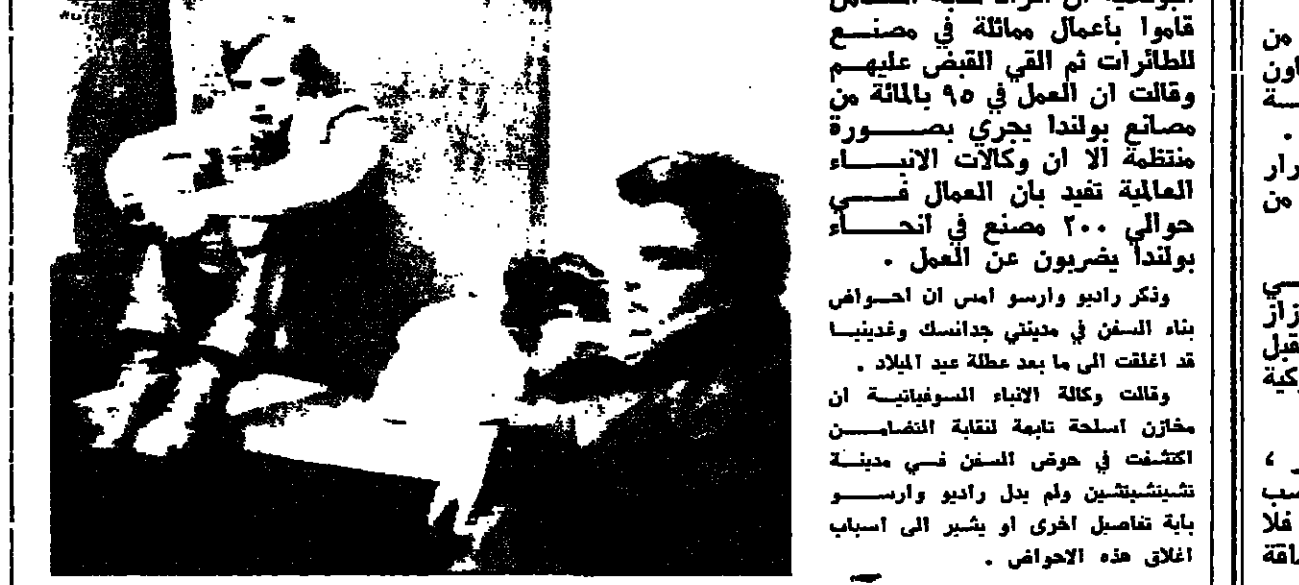 قاموا بأعمال مماثلة في مصنع
للطائرات ثم القي القبض عليهم
وقالت ان العمل في ٩٥ بالمائة من
مصانع بولندا يجري بصورة
منتظمة الا ان وكالات الانباء
العالمية تفيد بان العمال في
حوالي ٢٠٠ مصنع في انحاء
بولندا يضربون عن العمل .
وذكر راديو وارسو امس ان احواض
بناء السفن في مدينتي جدانسك وغدينيا
قد اغلقت الى ما بعد عطلة عيد الميلاد .
وقالت وكالة الانباء السوفياتية ان
مخازن اسلحة تابعة لنقابة التضامن
اكتشفت في حوض السفن في مدينة
تشيتشيتشين ولم يدل راديو وارسو
باية تفاصيل اخرى او يشير الى اسباب
اغلاق هذه الاحواض .